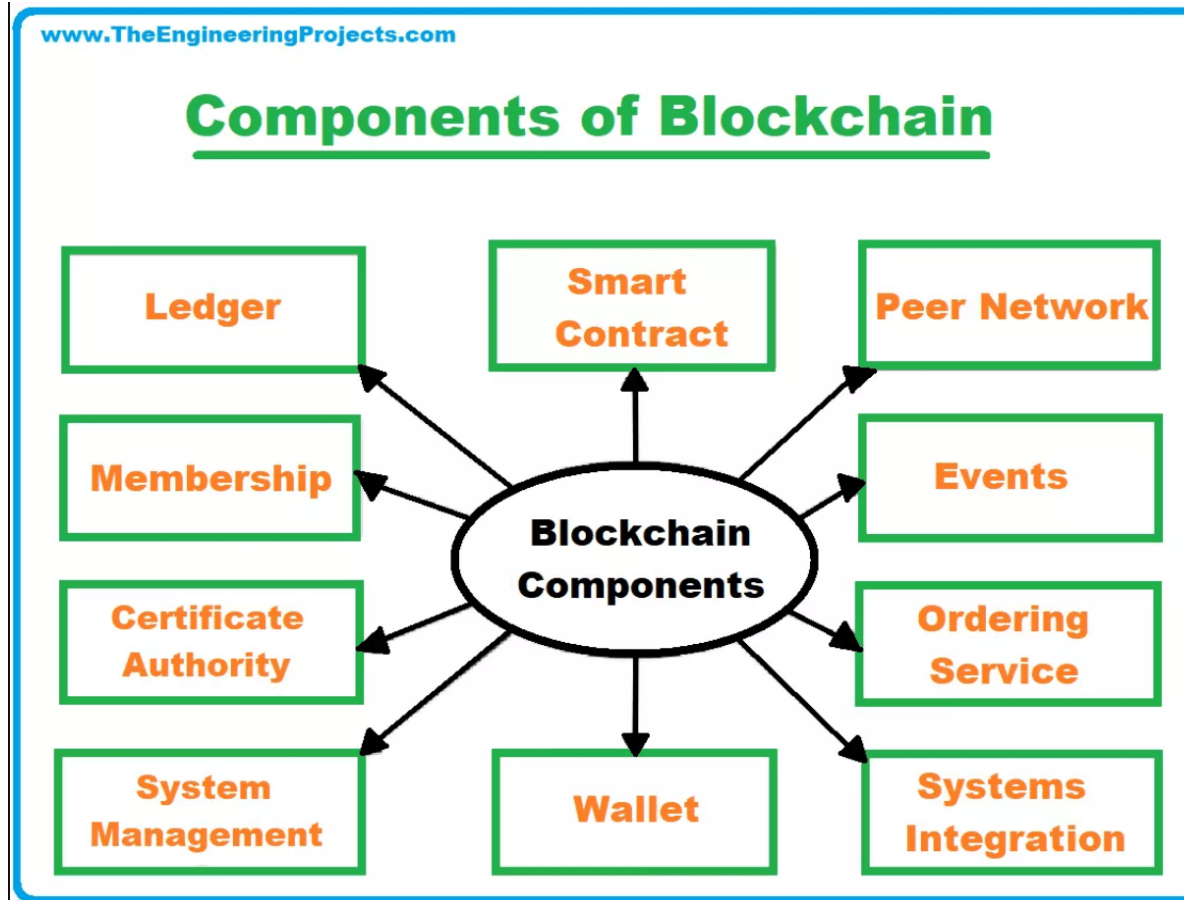 www.TheEngineeringProjects.com
Components of Blockchain
Ledger
Smart
Contract
Peer Network
Membership
Events
Blockchain
Components
Certificate
Authority
Ordering
Service
System
Management
Wallet
Systems
Integration